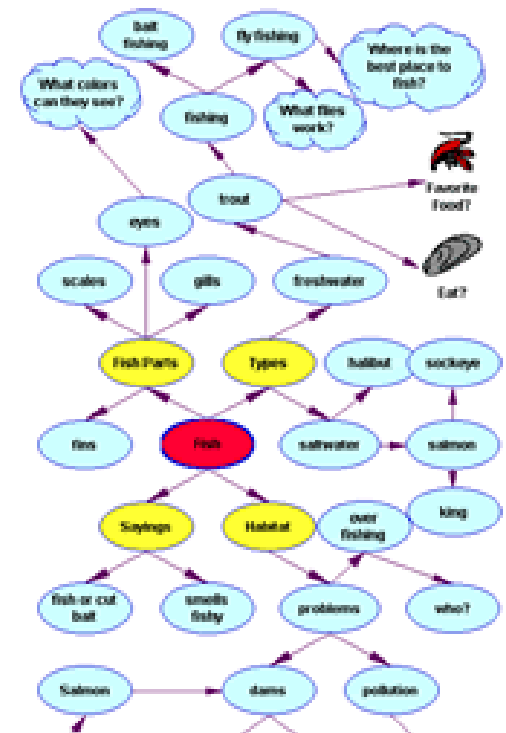 bait
fishing
fly fishing
Where is the
best place to
fish?
What colors
can they see?
fishing
What flies
work?
Favorite
Food?
trout
eyes
Eat?
scales
gills
freshwater
Fish Parts
Types
halibut
sockeye
fins
Fish
saltwater
salmon
king
Sayings
Habitat
over
fishing
fish or cut
bait
smells
fishy
problems
who?
Salmon
dams
pollution